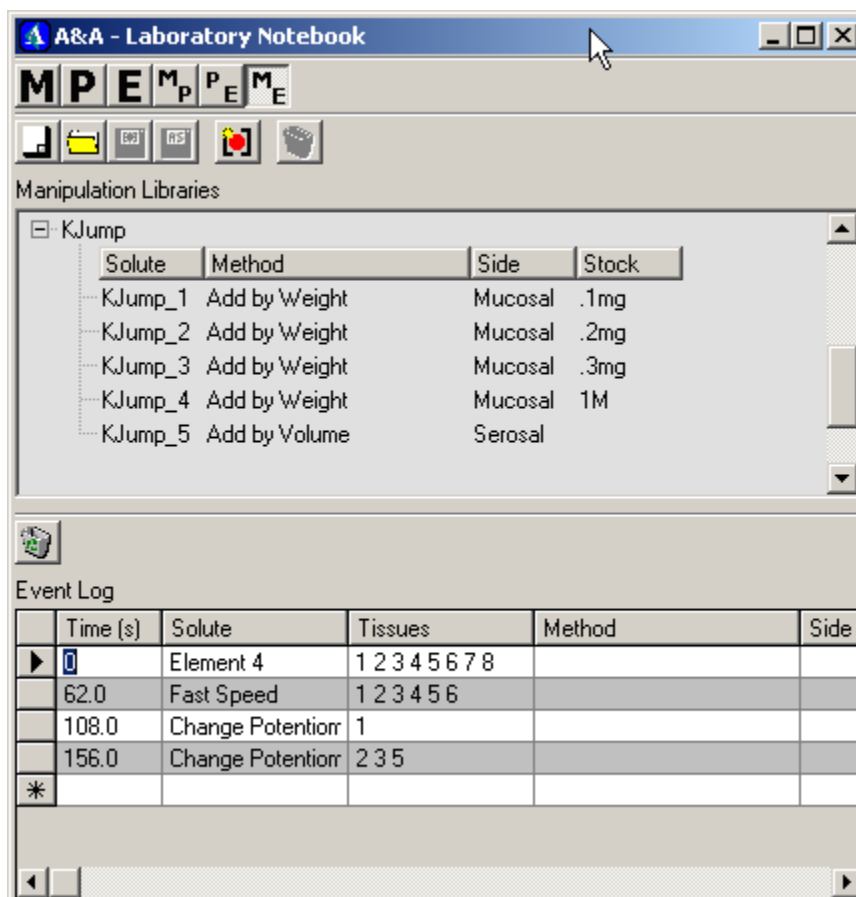 A&A - Laboratory Notebook
M P E MP PE ME
Manipulation Libraries
KJump
Solute Method Side Stock
KJump_1 Add by Weight Mucosal .1mg
KJump_2 Add by Weight Mucosal .2mg
KJump_3 Add by Weight Mucosal .3mg
KJump_4 Add by Weight Mucosal 1M
KJump_5 Add by Volume Serosal
Event Log
Time (s) Solute Tissues Method Side
0 Element 4 1 2 3 4 5 6 7 8
62.0 Fast Speed 1 2 3 4 5 6
108.0 Change Potention 1
156.0 Change Potention 2 3 5